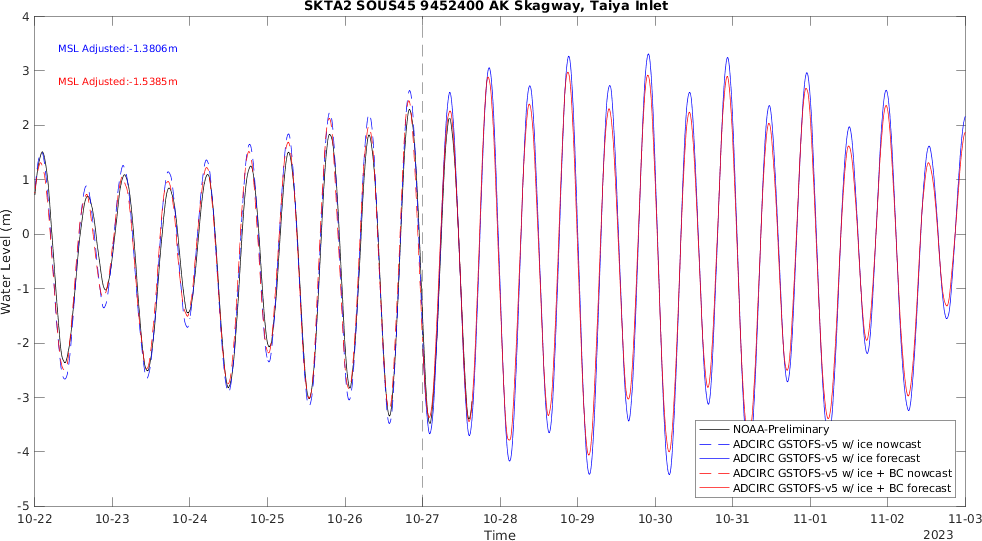 SKTA2 SOUS45 9452400 AK Skagway, Taiya Inlet
MSL Adjusted:-1.3806m
MSL Adjusted:-1.5385m
Water Level (m)
4
3
2
1
0
-1
-2
-3
-4
-5
NOAA-Preliminary
ADCIRC GSTOFS-v5 w/ ice nowcast
ADCIRC GSTOFS-v5 w/ ice forecast
ADCIRC GSTOFS-v5 w/ ice + BC nowcast
ADCIRC GSTOFS-v5 w/ ice + BC forecast
10-22 10-23 10-24 10-25 10-26 10-27 10-28 10-29 10-30 10-31 11-01 11-02 11-03
Time
2023